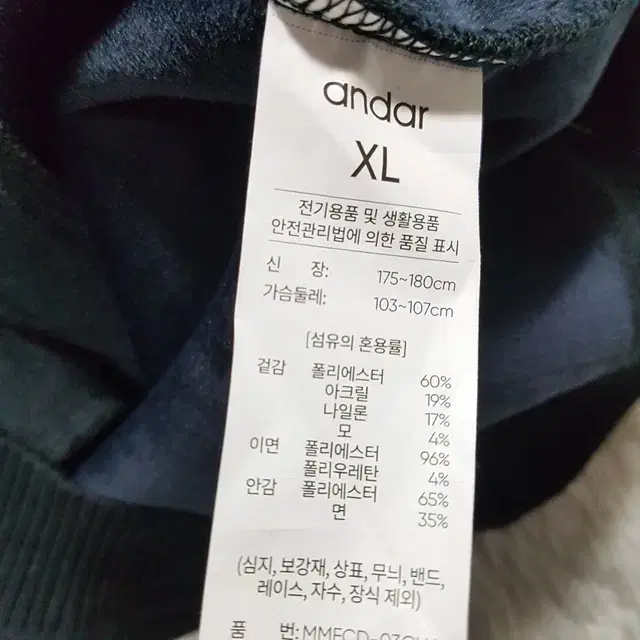 andar
XL
전기용품 및 생활용품
안전관리법에 의한 품질 표시
신 장: 175~180cm
가슴둘레: 103~107cm
[섬유의 혼용률]
겉감 폴리에스터 60%
아크릴 19%
나일론 17%
모 4%
이면 폴리에스터 96%
폴리우레탄 4%
안감 폴리에스터 65%
면 35%
(심지, 보강재, 상표, 무늬, 밴드,
레이스, 자수, 장식 제외)
품 번: